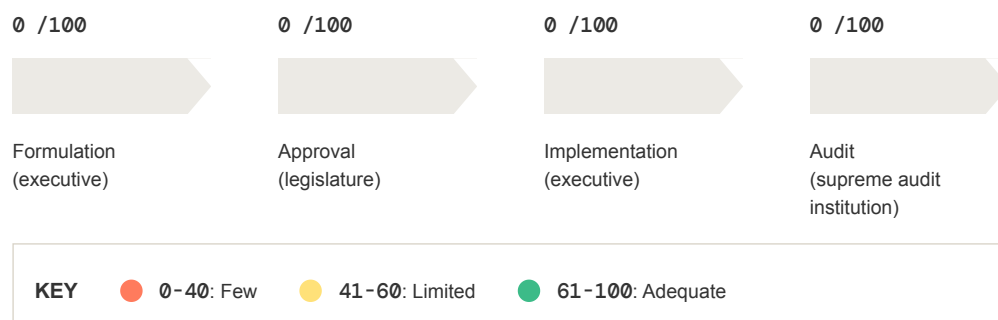 0 /100
0 /100
0 /100
0 /100
Formulation
(executive)
Approval
(legislature)
Implementation
(executive)
Audit
(supreme audit
institution)
KEY
0-40: Few
41-60: Limited
61-100: Adequate